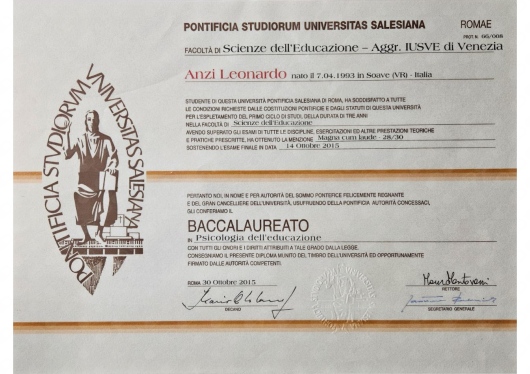 PONTIFICIA STUDIORUM UNIVERSITAS SALESIANA ROMAE
PROT. N. 66/008
FACOLTÀ DI Scienze dell'Educazione – Aggr. IUSVE di Venezia
Anzi Leonardo nato il 7.04.1993 in Soave (VR) - Italia
STUDENTE DI QUESTA UNIVERSITÀ PONTIFICIA SALESIANA DI ROMA, HA SODDISFATTO A TUTTE
LE CONDIZIONI RICHIESTE DALLE COSTITUZIONI PONTIFICIE E DAGLI STATUTI DI QUESTA UNIVERSITÀ
PER L'ESPLETAMENTO DEL PRIMO CICLO DI STUDI, DELLA DURATA DI TRE ANNI
NELLA FACOLTÀ DI Scienze dell'Educazione
AVENDO SUPERATO GLI ESAMI DI TUTTE LE DISCIPLINE, ESERCITAZIONI ED ALTRE PRESTAZIONI TEORICHE
E PRATICHE PRESCRITTE, HA OTTENUTO LA MENZIONE Magna cum laude - 28/30
SOSTENENDO L'ESAME FINALE IN DATA 14 Ottobre 2015
PONTIFICIA STVDIORVM VNIVERSITAS SALESIANA
PERTANTO NOI, IN NOME E PER AUTORITÀ DEL SOMMO PONTEFICE FELICEMENTE REGNANTE
E DEL GRAN CANCELLIERE DELL'UNIVERSITÀ, USUFRUENDO DELLA PONTIFICIA AUTORITÀ CONCESSACI,
GLI CONFERIAMO IL
BACCALAUREATO
IN Psicologia dell'educazione
CON TUTTI GLI ONORI E I DIRITTI ATTRIBUITI A TALE GRADO DALLA LEGGE.
CONSEGNIAMO IL PRESENTE DIPLOMA MUNITO DEL TIMBRO DELL'UNIVERSITÀ ED OPPORTUNAMENTE
FIRMATO DALLE AUTORITÀ COMPETENTI.
ROMA 30 Ottobre 2015
DECANO
RETTORE
SEGRETARIO GENERALE